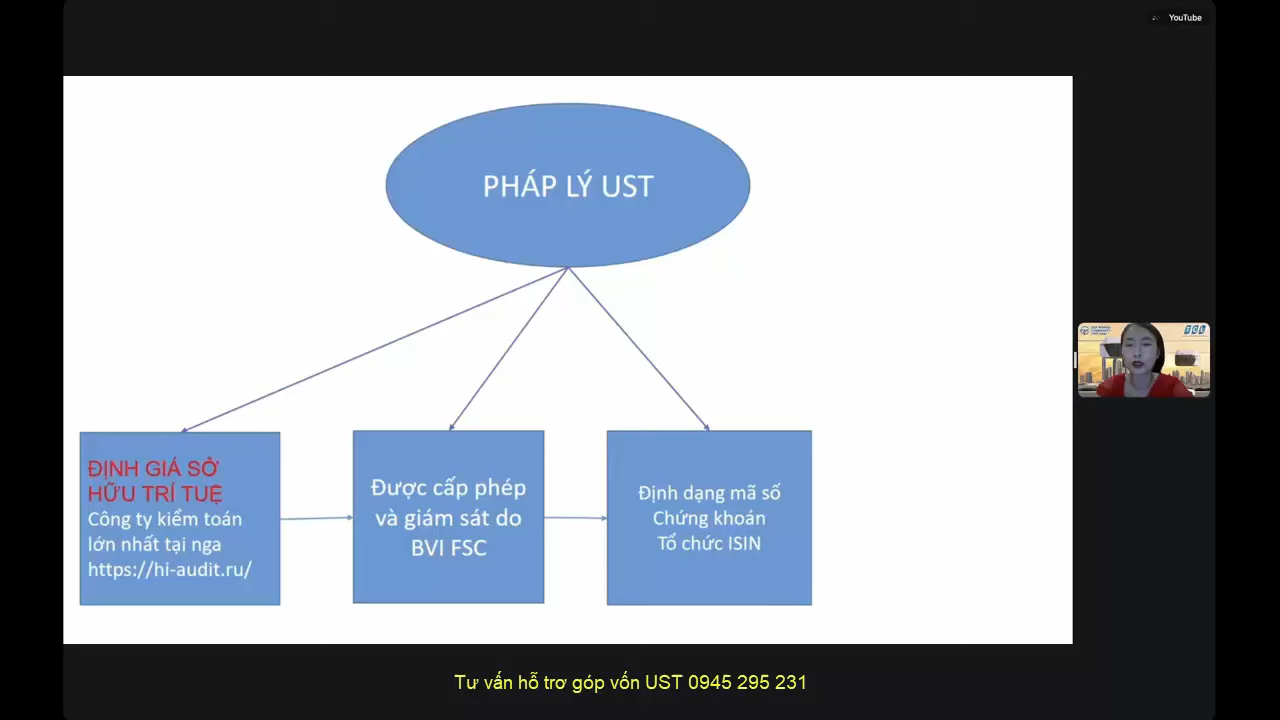 YouTube
PHÁP LÝ UST
ĐỊNH GIÁ SỞ
HỮU TRÍ TUỆ
Công ty kiểm toán
lớn nhất tại nga
https://hi-audit.ru/
Được cấp phép
và giám sát do
BVI FSC
Định dạng mã số
Chứng khoán
Tổ chức ISIN
TCL
Tư vấn hỗ trơ góp vốn UST 0945 295 231